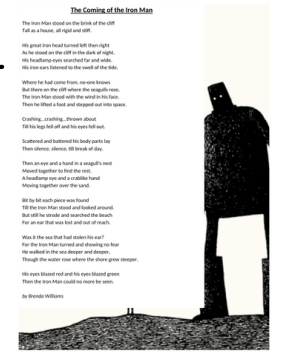 The Coming of the Iron Man
The Iron Man stood on the brink of the cliff
Tall as a house, all rigid and stiff.
His great iron head turned left then right
As he stood on the cliff in the dark of night.
His headlamp eyes searched far and wide.
His iron ears listened to the swell of the tide.
Where he had come from, no-one knows
But there on the cliff where the seagulls rose,
The Iron Man stood with the wind in his face.
Then he lifted a foot and stepped out into space.
Crashing...crashing...thrown about
Till his legs fell off and his eyes fell out.
Scattered and battered his body parts lay
Then silence, silence, till break of day.
Then an eye and a hand in a seagull's nest
Moved together to find the rest.
A headlamp eye and a crablike hand
Moving together over the sand.
Bit by bit each piece was found
Till the Iron Man stood and looked around.
But still he strode and searched the beach
For an ear that was lost and out of reach.
Was it the sea that had stolen his ear?
For the Iron Man turned and showing no fear
He walked in the sea deeper and deeper,
Though the water rose where the shore grew steeper.
His eyes blazed red and his eyes blazed green
Then the Iron Man could no more be seen.
by Brenda Williams